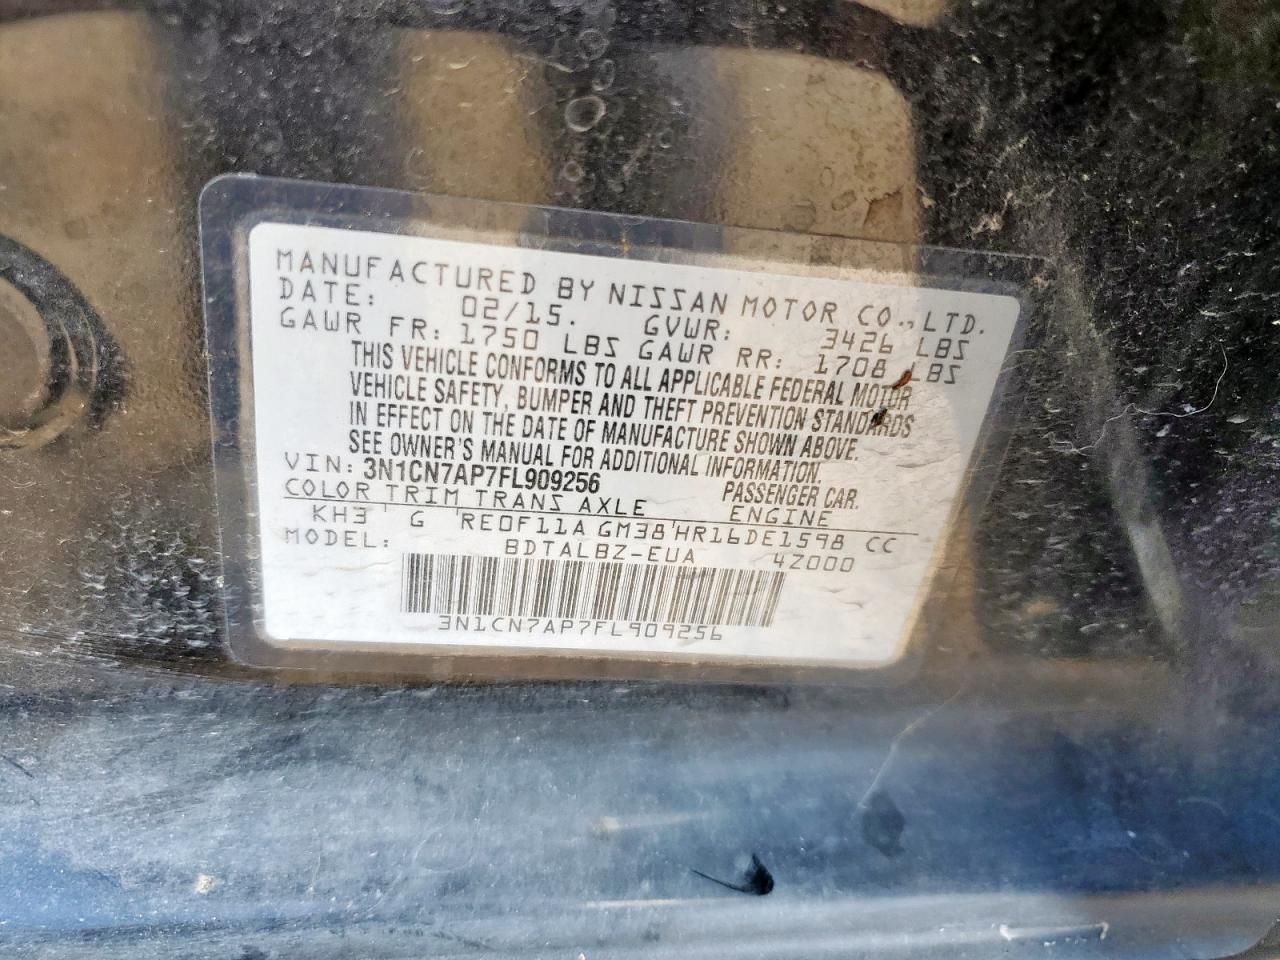 MANUFACTURED BY NISSAN MOTOR CO., LTD.
DATE: 02/15. GVWR: 3426 LBS
GAWR FR: 1750 LBS GAWR RR: 1708 LBS
THIS VEHICLE CONFORMS TO ALL APPLICABLE FEDERAL MOTOR
VEHICLE SAFETY, BUMPER AND THEFT PREVENTION STANDARDS
IN EFFECT ON THE DATE OF MANUFACTURE SHOWN ABOVE.
SEE OWNER'S MANUAL FOR ADDITIONAL INFORMATION.
VIN: 3N1CN7AP7FL909256 PASSENGER CAR.
COLOR TRIM TRANS AXLE ENGINE
KH3 G RE0F11A GM38 HR16DE1598 CC
MODEL: BDTALBZ-EUA 4Z000
3N1CN7AP7FL909256